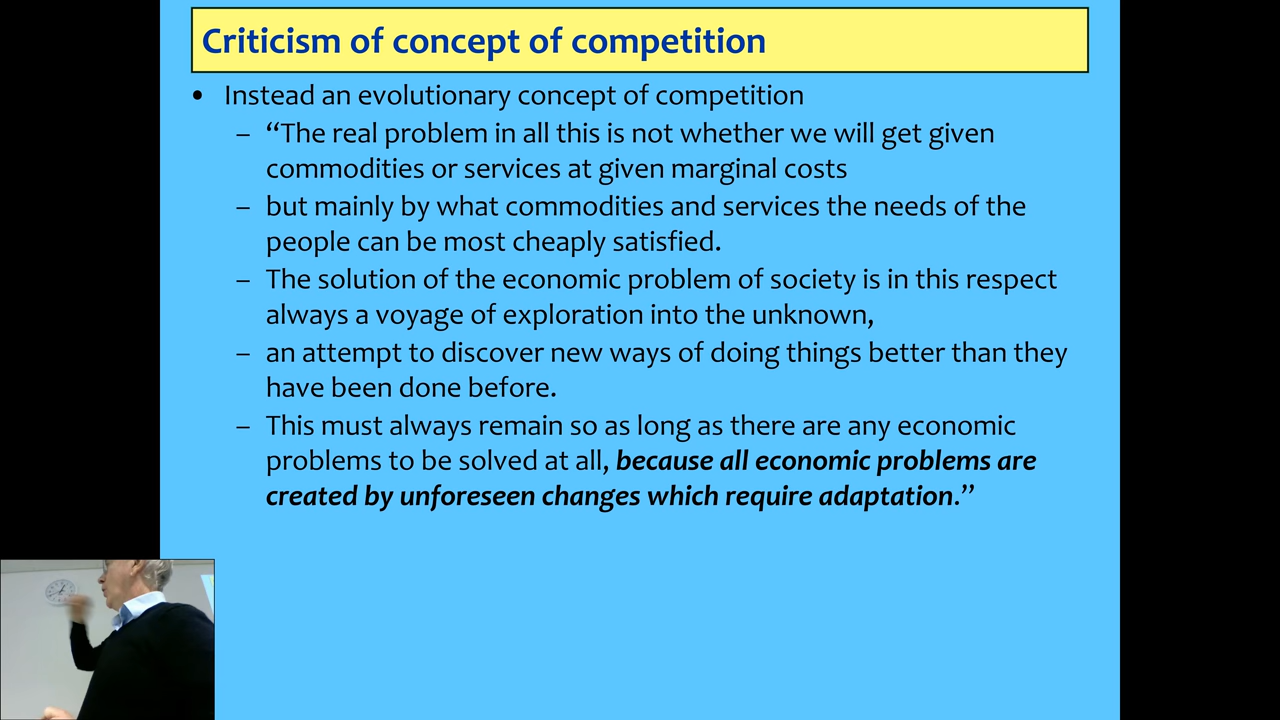 Criticism of concept of competition
• Instead an evolutionary concept of competition
– “The real problem in all this is not whether we will get given
commodities or services at given marginal costs
– but mainly by what commodities and services the needs of the
people can be most cheaply satisfied.
– The solution of the economic problem of society is in this respect
always a voyage of exploration into the unknown,
– an attempt to discover new ways of doing things better than they
have been done before.
– This must always remain so as long as there are any economic
problems to be solved at all, because all economic problems are
created by unforeseen changes which require adaptation.”